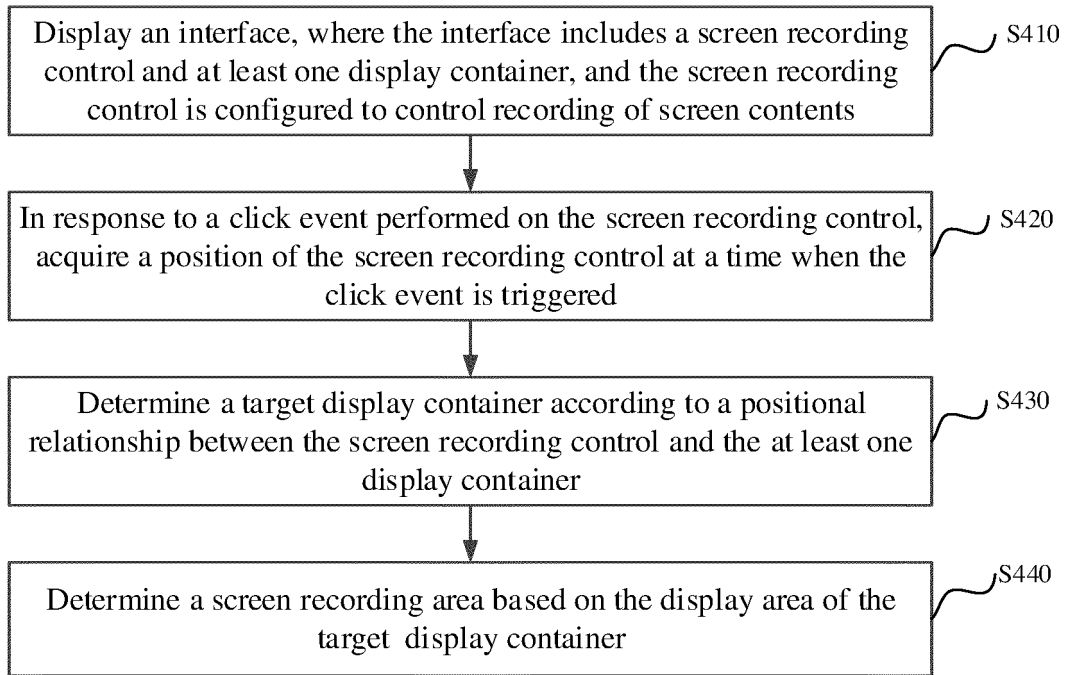 Display an interface, where the interface includes a screen recording
control and at least one display container, and the screen recording
control is configured to control recording of screen contents
S410
In response to a click event performed on the screen recording control,
acquire a position of the screen recording control at a time when the
click event is triggered
S420
Determine a target display container according to a positional
relationship between the screen recording control and the at least one
display container
S430
Determine a screen recording area based on the display area of the
target display container
S440